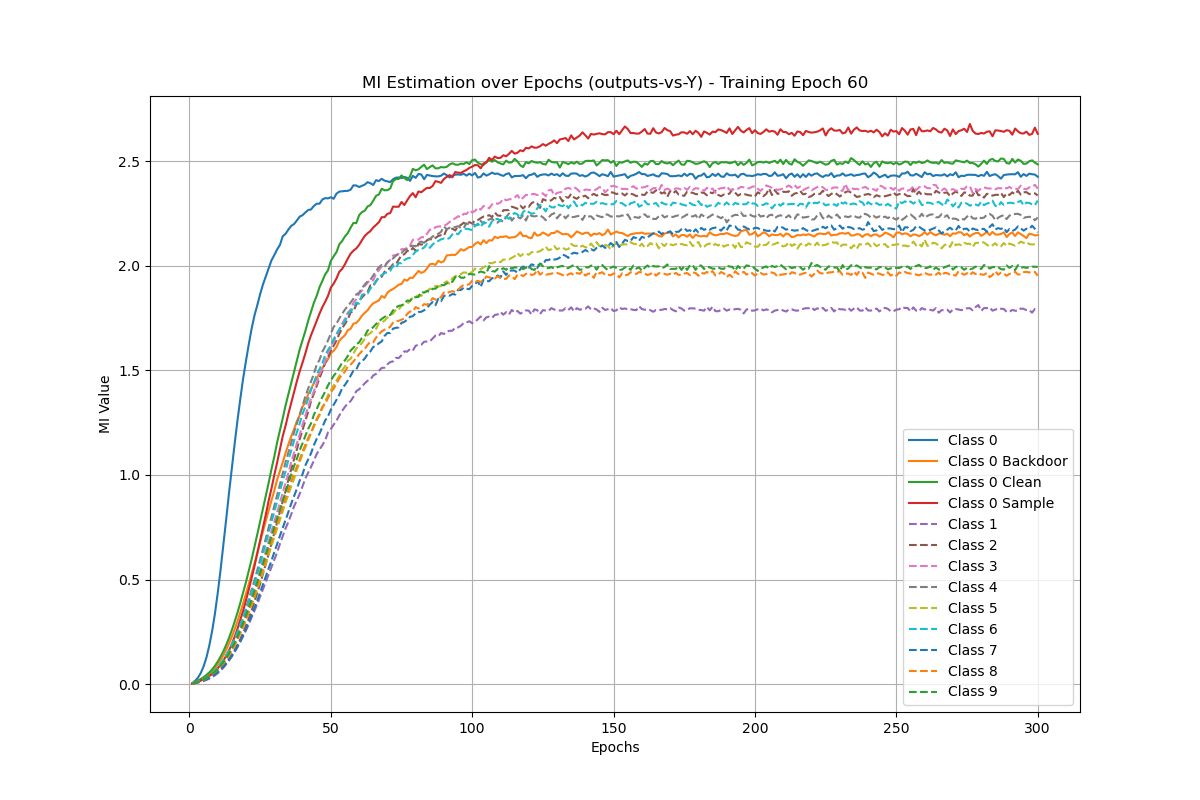 MI Estimation over Epochs (outputs-vs-Y) - Training Epoch 60
MI Value
2.5
2.0
1.5
1.0
0.5
0.0
0
50
100
150
200
250
300
Epochs
Class 0
Class 0 Backdoor
Class 0 Clean
Class 0 Sample
Class 1
Class 2
Class 3
Class 4
Class 5
Class 6
Class 7
Class 8
Class 9